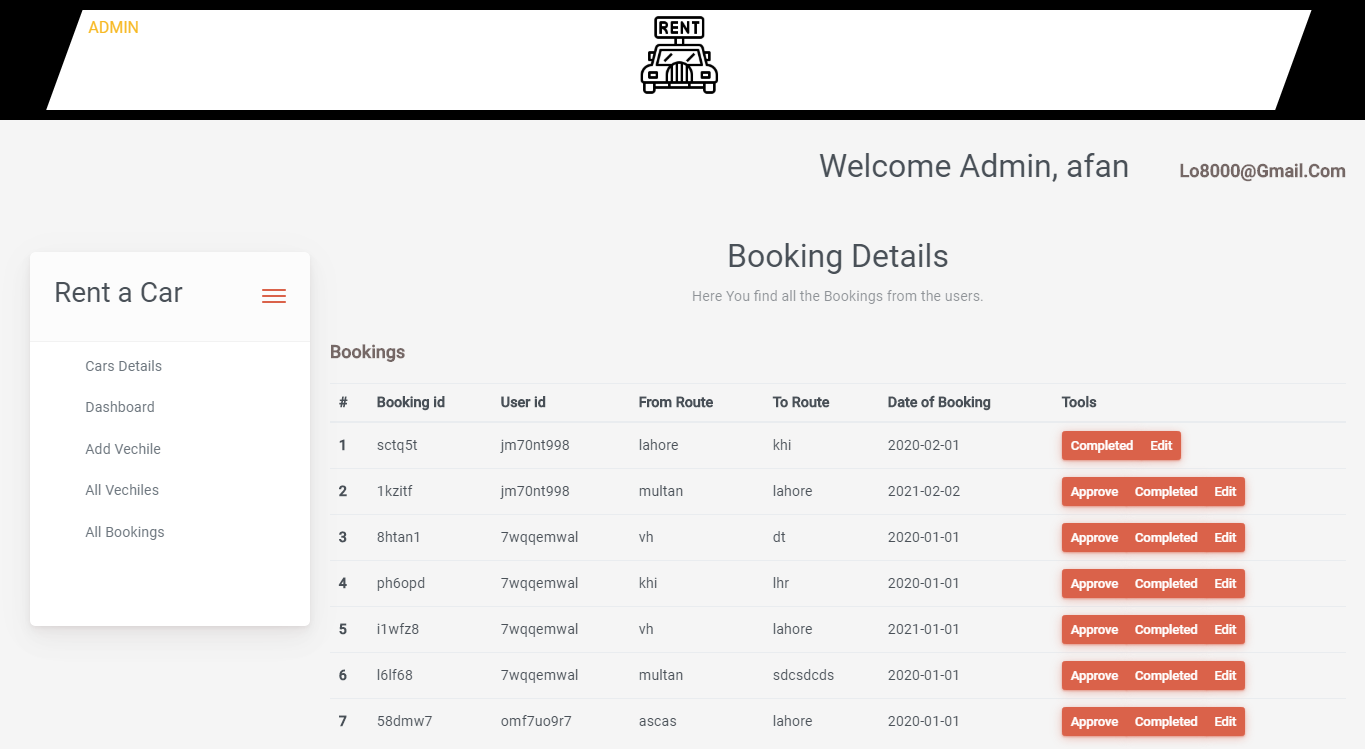 ADMIN
RENT
Welcome Admin, afan
Lo8000@Gmail.Com
Rent a Car
Cars Details
Dashboard
Add Vechile
All Vechiles
All Bookings
Booking Details
Here You find all the Bookings from the users.
Bookings
# Booking id User id From Route To Route Date of Booking Tools
1 sctq5t jm70nt998 lahore khi 2020-02-01 Completed Edit
2 1kzitf jm70nt998 multan lahore 2021-02-02 Approve Completed Edit
3 8htan1 7wqqemwal vh dt 2020-01-01 Approve Completed Edit
4 ph6opd 7wqqemwal khi lhr 2020-01-01 Approve Completed Edit
5 i1wfz8 7wqqemwal vh lahore 2021-01-01 Approve Completed Edit
6 l6lf68 7wqqemwal multan sdcsdcds 2020-01-01 Approve Completed Edit
7 58dmw7 omf7uo9r7 ascas lahore 2020-01-01 Approve Completed Edit